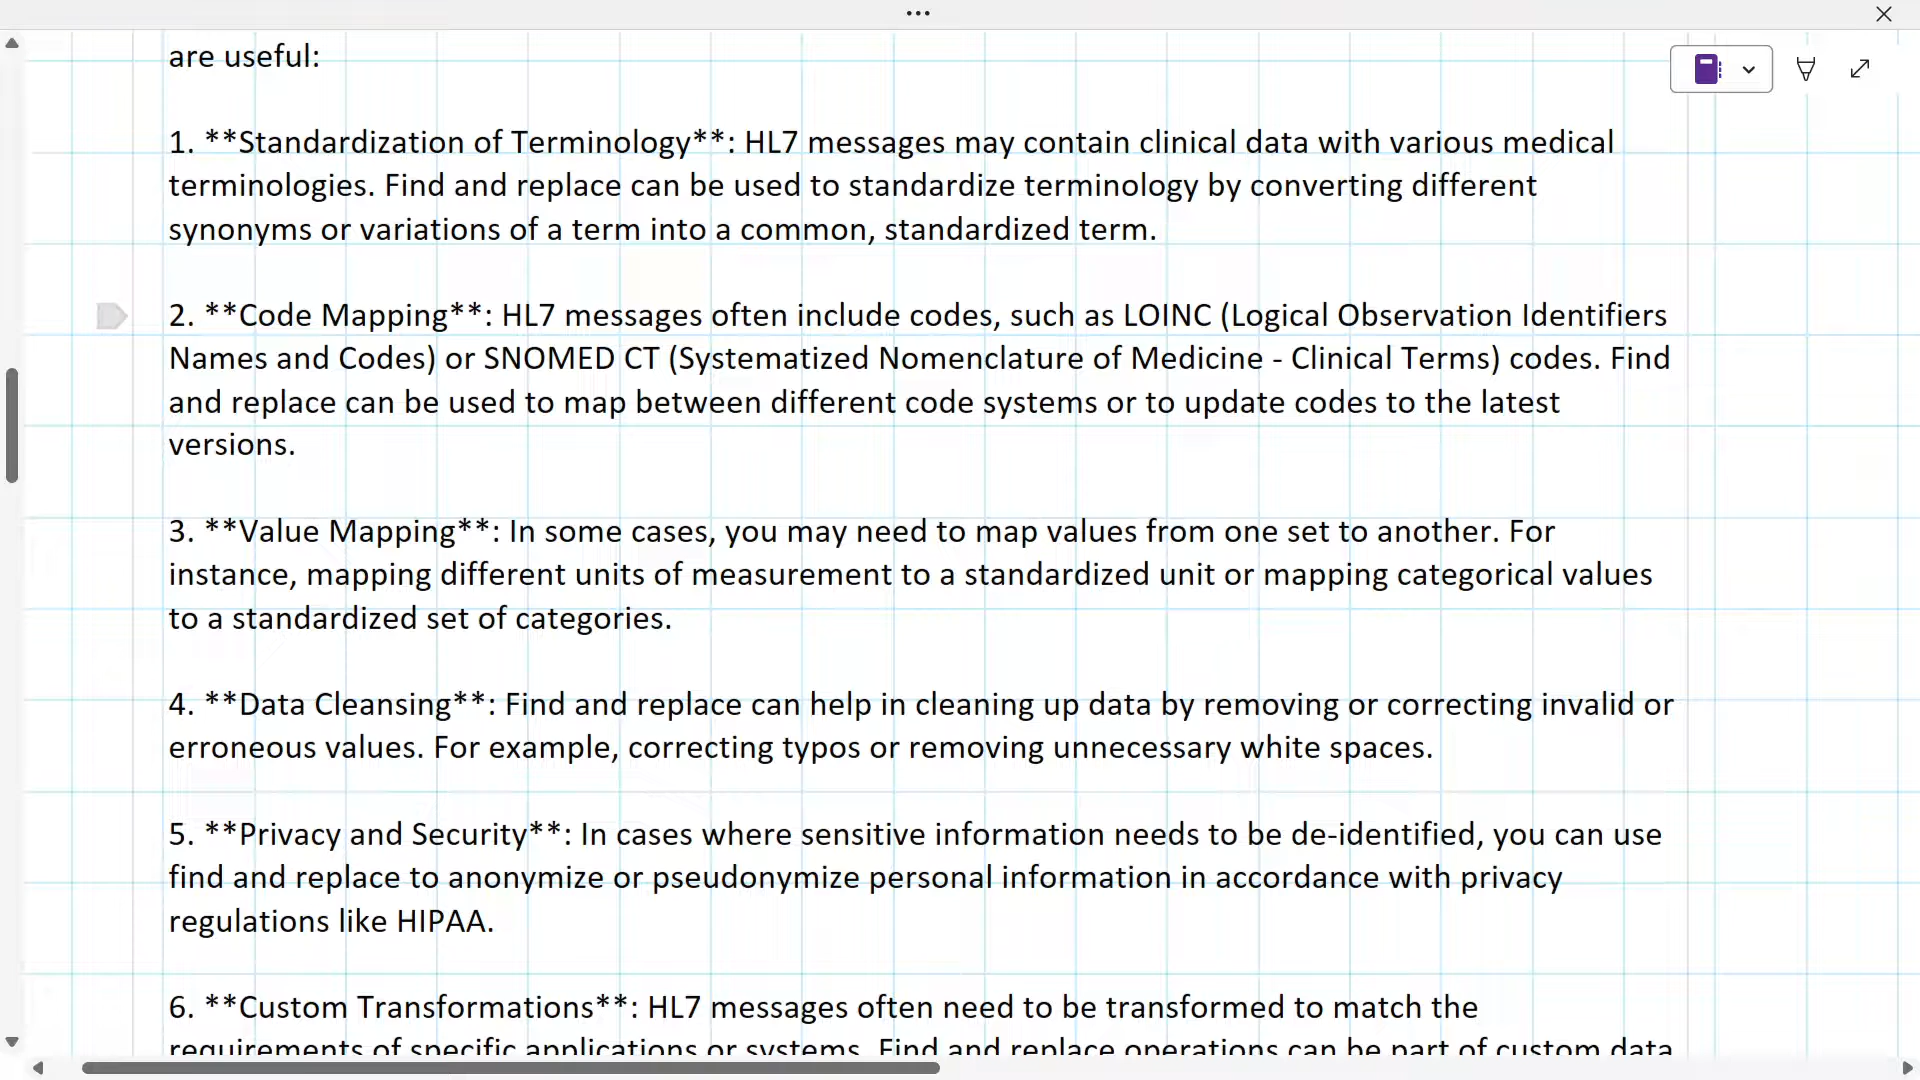 are useful:
1. **Standardization of Terminology**: HL7 messages may contain clinical data with various medical
terminologies. Find and replace can be used to standardize terminology by converting different
synonyms or variations of a term into a common, standardized term.
2. **Code Mapping**: HL7 messages often include codes, such as LOINC (Logical Observation Identifiers
Names and Codes) or SNOMED CT (Systematized Nomenclature of Medicine - Clinical Terms) codes. Find
and replace can be used to map between different code systems or to update codes to the latest
versions.
3. **Value Mapping**: In some cases, you may need to map values from one set to another. For
instance, mapping different units of measurement to a standardized unit or mapping categorical values
to a standardized set of categories.
4. **Data Cleansing**: Find and replace can help in cleaning up data by removing or correcting invalid or
erroneous values. For example, correcting typos or removing unnecessary white spaces.
5. **Privacy and Security**: In cases where sensitive information needs to be de-identified, you can use
find and replace to anonymize or pseudonymize personal information in accordance with privacy
regulations like HIPAA.
6. **Custom Transformations**: HL7 messages often need to be transformed to match the
requirements of specific applications or systems. Find and replace operations can be part of custom data